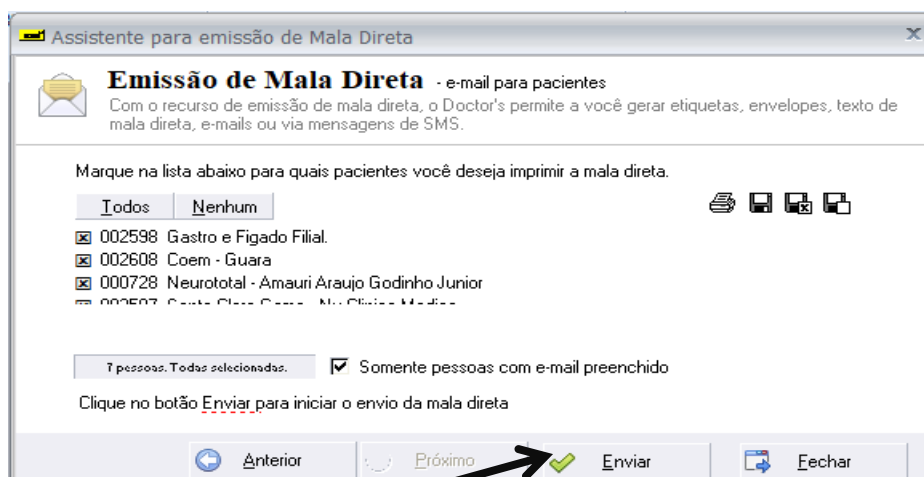 Assistente para emissão de Mala Direta
Emissão de Mala Direta - e-mail para pacientes
Com o recurso de emissão de mala direta, o Doctor's permite a você gerar etiquetas, envelopes, texto de
mala direta, e-mails ou via mensagens de SMS.
Marque na lista abaixo para quais pacientes você deseja imprimir a mala direta.
Todos Nenhum
002598 Gastro e Figado Filial.
002608 Coem - Guara
000728 Neurototal - Amauri Araujo Godinho Junior
7 pessoas. Todas selecionadas. Somente pessoas com e-mail preenchido
Clique no botão Enviar para iniciar o envio da mala direta
Anterior Próximo Enviar Fechar